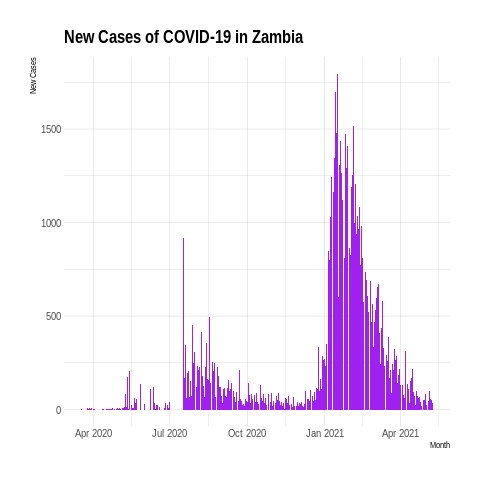 New Cases of COVID-19 in Zambia
New Cases
1500
1000
500
0
Apr 2020 Jul 2020 Oct 2020 Jan 2021 Apr 2021
Month